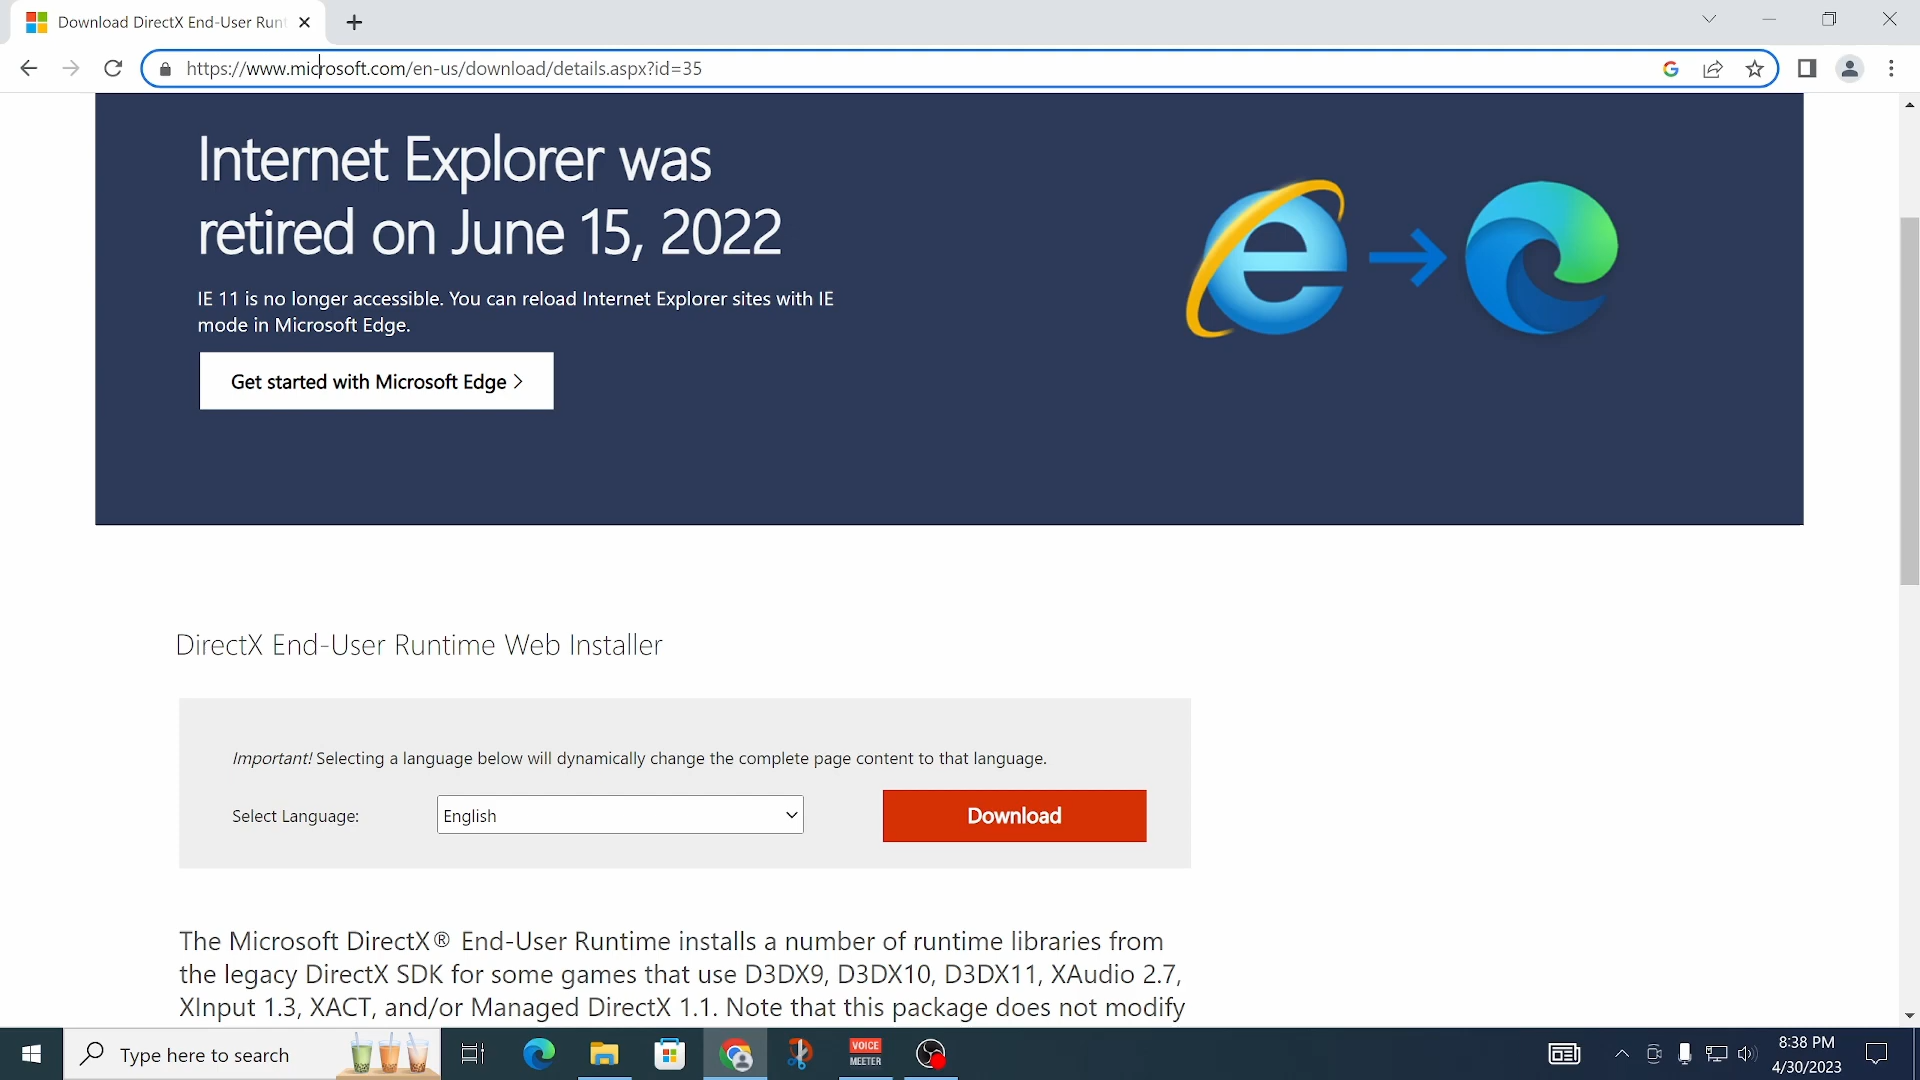 Download DirectX End-User Runt
https://www.microsoft.com/en-us/download/details.aspx?id=35
Internet Explorer was
retired on June 15, 2022
IE 11 is no longer accessible. You can reload Internet Explorer sites with IE
mode in Microsoft Edge.
Get started with Microsoft Edge >
DirectX End-User Runtime Web Installer
Important! Selecting a language below will dynamically change the complete page content to that language.
Select Language:
English
Download
The Microsoft DirectX® End-User Runtime installs a number of runtime libraries from
the legacy DirectX SDK for some games that use D3DX9, D3DX10, D3DX11, XAudio 2.7,
XInput 1.3, XACT, and/or Managed DirectX 1.1. Note that this package does not modify
Type here to search
VOICE
MEETER
8:38 PM
4/30/2023